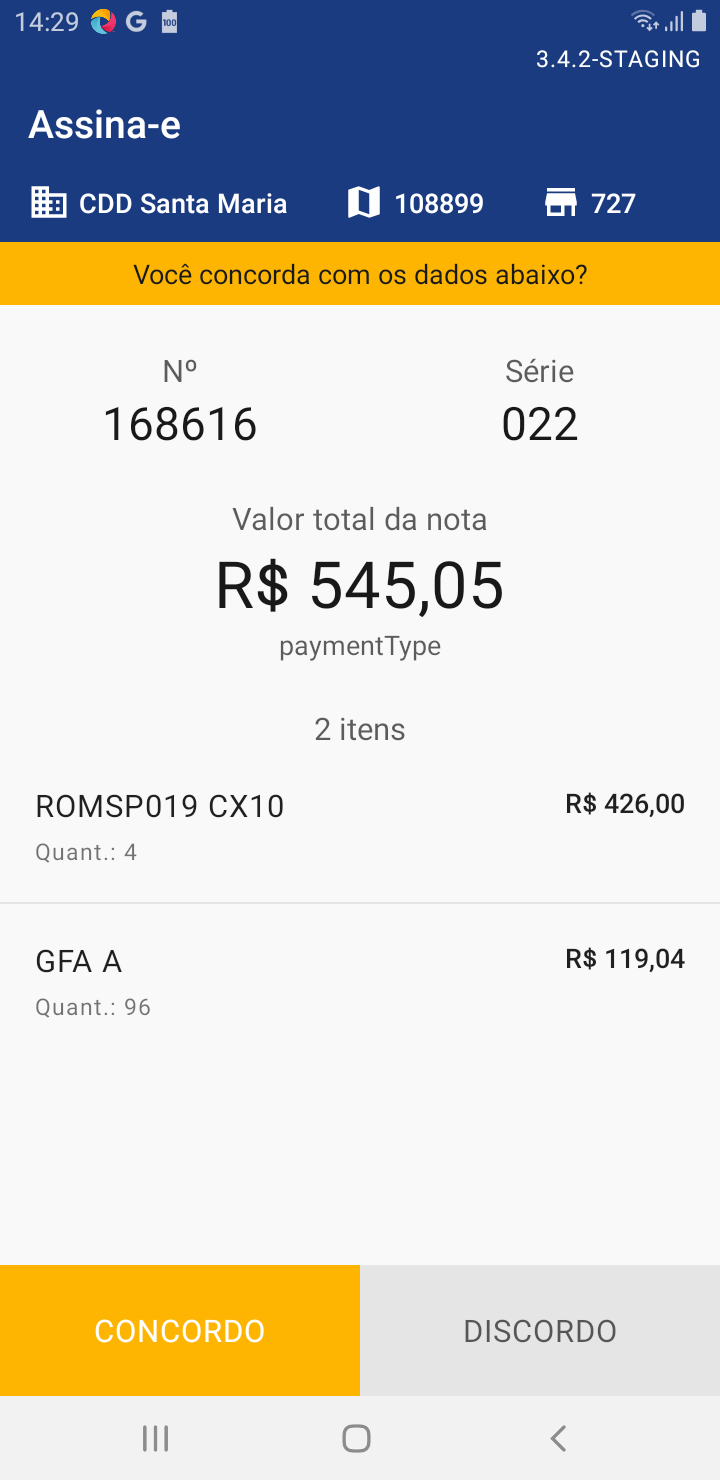 14:29
100
3.4.2-STAGING
Assina-e
CDD Santa Maria 108899 727
Você concorda com os dados abaixo?
Nº Série
168616 022
Valor total da nota
R$ 545,05
paymentType
2 itens
ROMSP019 CX10 R$ 426,00
Quant.: 4
GFA A R$ 119,04
Quant.: 96
CONCORDO DISCORDO